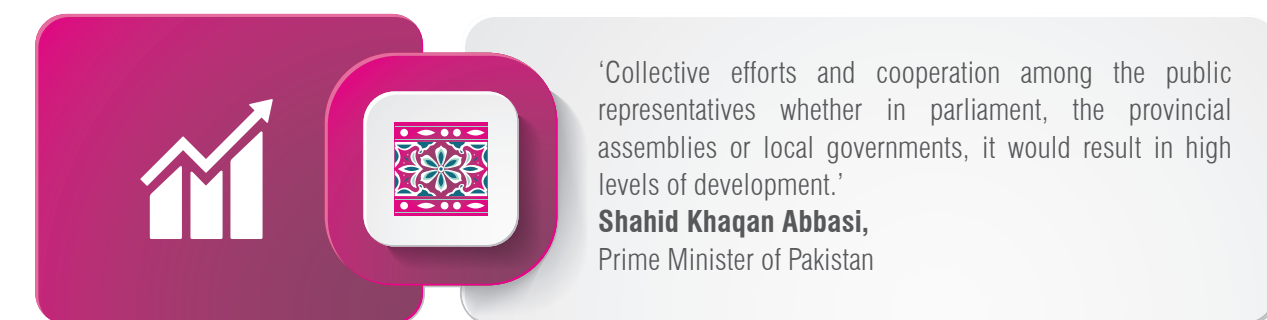 ‘Collective efforts and cooperation among the public
representatives whether in parliament, the provincial
assemblies or local governments, it would result in high
levels of development.’
Shahid Khaqan Abbasi,
Prime Minister of Pakistan